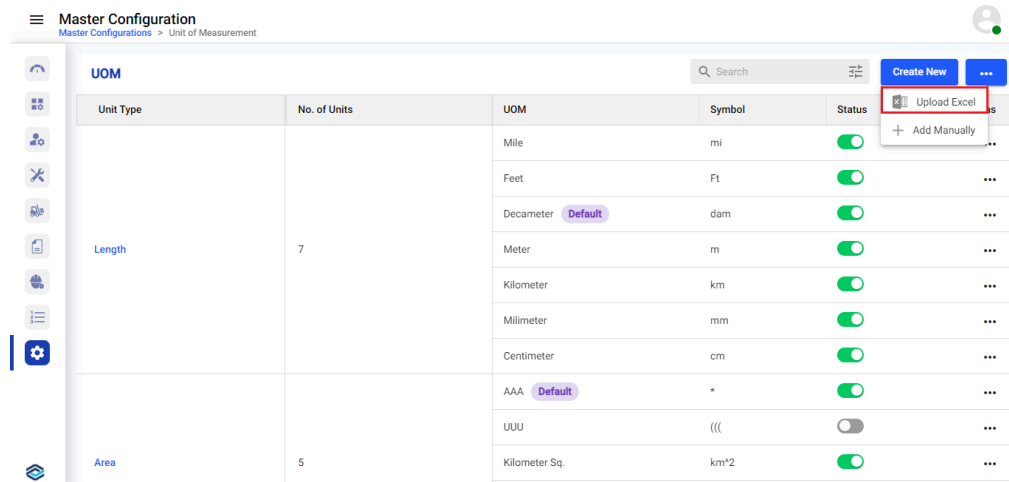 Master Configuration
Master Configurations > Unit of Measurement
UOM
Search
Create New
Upload Excel
Add Manually
Unit Type No. of Units UOM Symbol Status
Mile mi
Feet Ft
Decameter Default dam
Length 7 Meter m
Kilometer km
Milimeter mm
Centimeter cm
AAA Default *
UUU (((
Area 5 Kilometer Sq. km^2